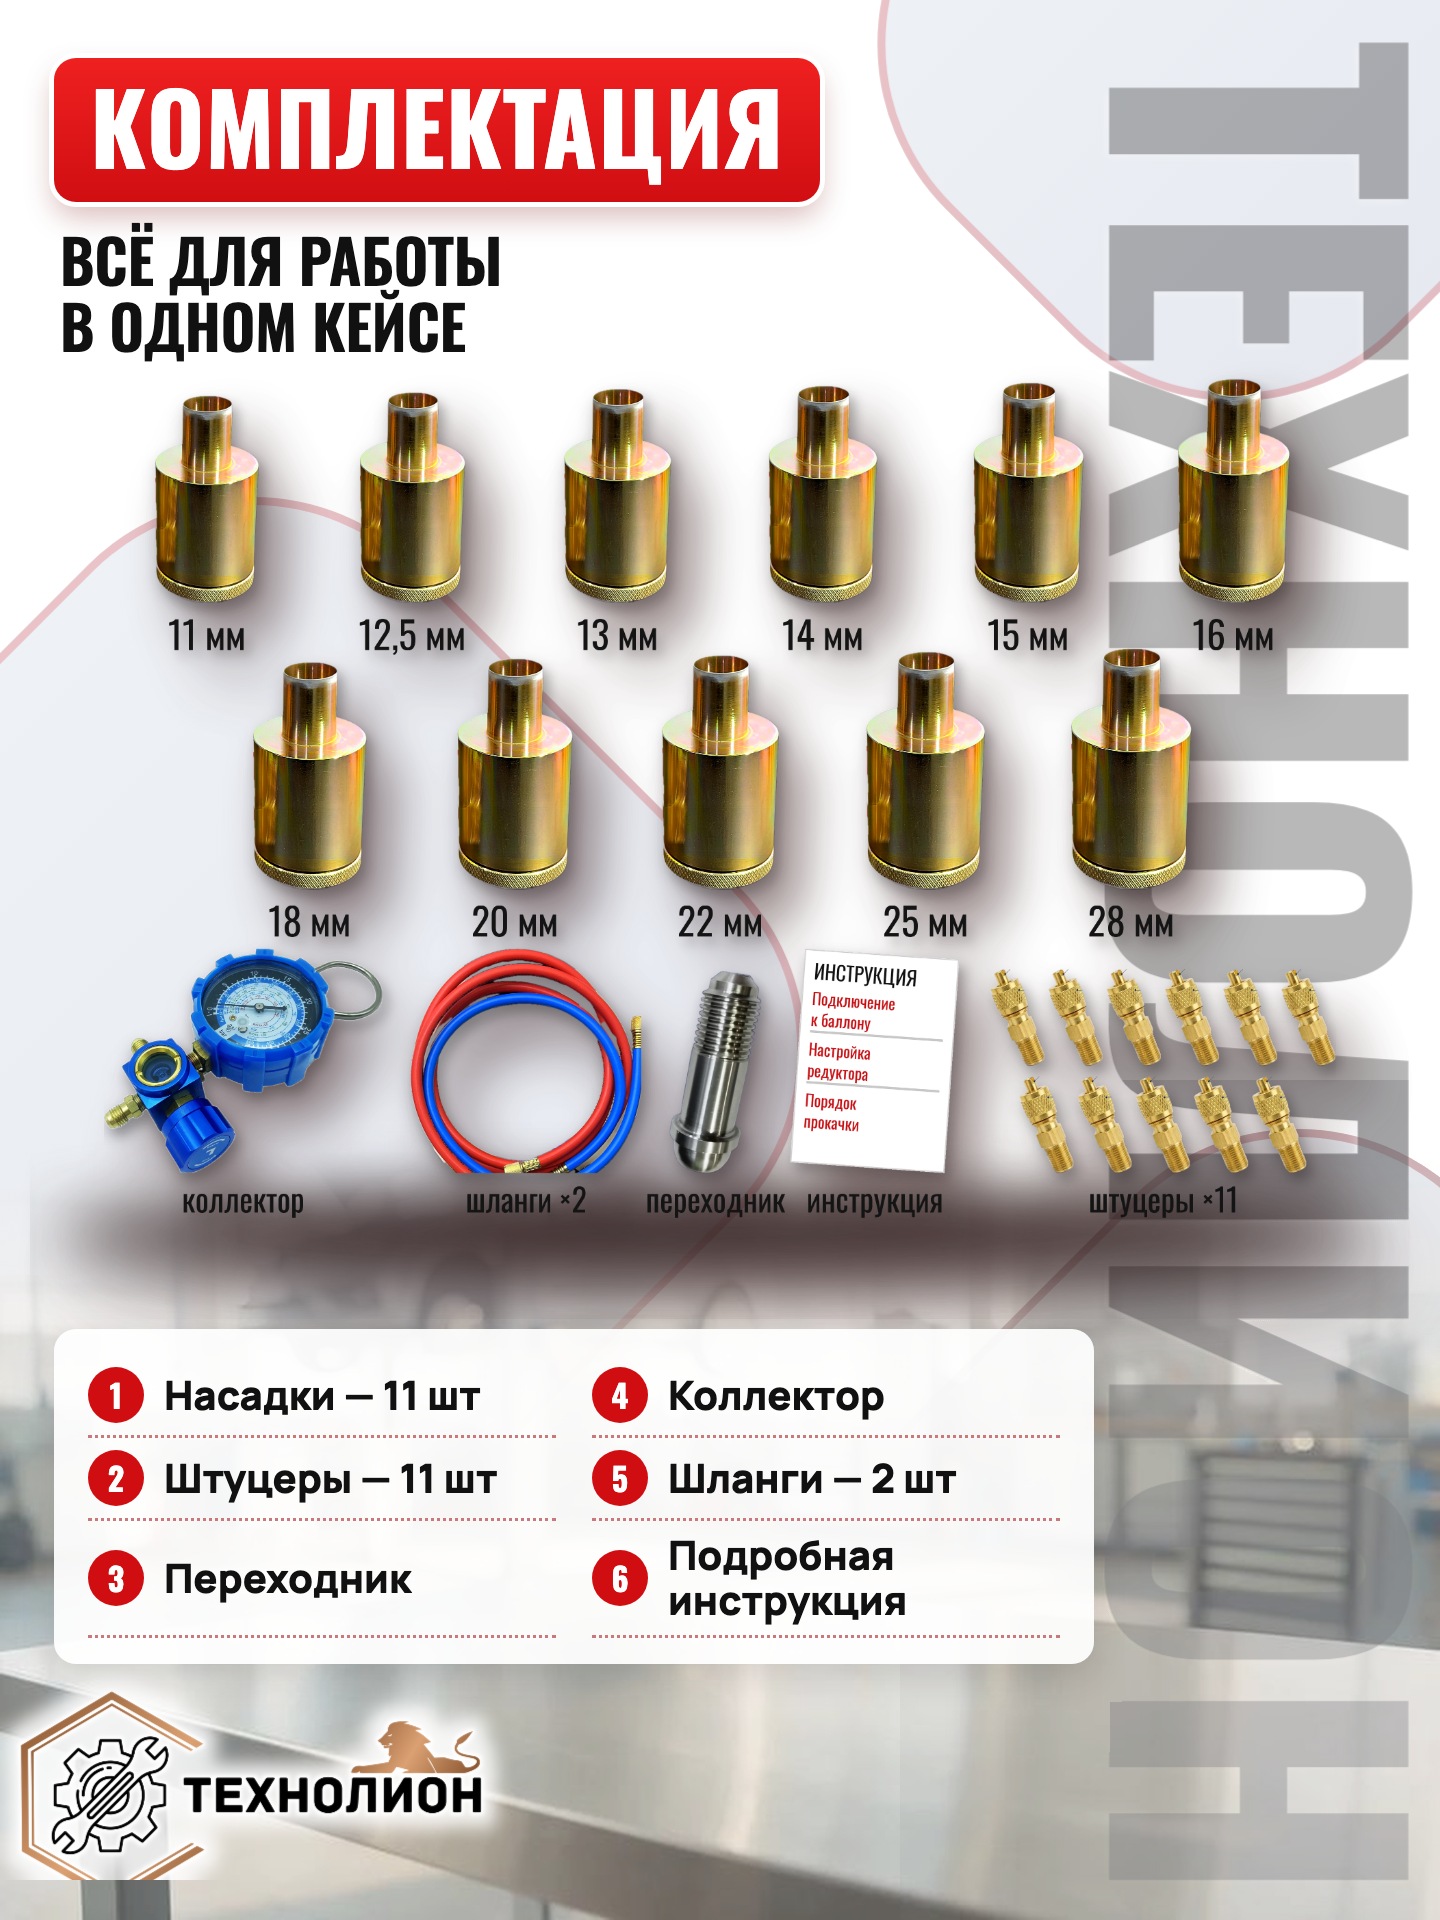 КОМПЛЕКТАЦИЯ
ВСЁ ДЛЯ РАБОТЫ
В ОДНОМ КЕЙСЕ
11 мм
12,5 мм
13 мм
14 мм
15 мм
16 мм
18 мм
20 мм
22 мм
25 мм
28 мм
ИНСТРУКЦИЯ
Подключение
к баллону
Настройка
редуктора
Порядок
прокачки
коллектор
шланги ×2
переходник
инструкция
штуцеры ×11
1 Насадки — 11 шт
2 Штуцеры — 11 шт
3 Переходник
4 Коллектор
5 Шланги — 2 шт
6 Подробная
инструкция
ТЕХНОЛИОН
ТЕХНОЛИОН